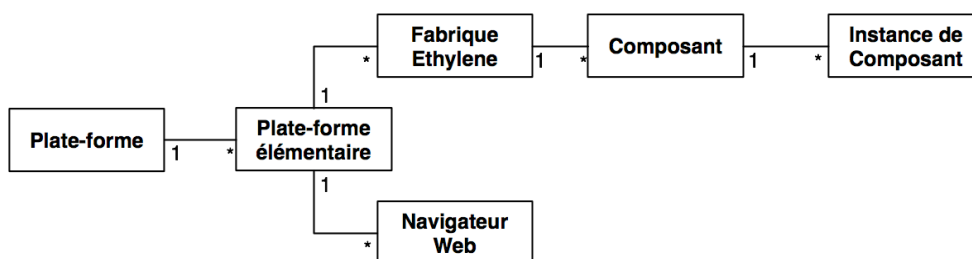 Fabrique
Ethylene
1
*
Composant
1
*
Instance de
Composant
*
1
Plate-forme
1
*
Plate-forme
élémentaire
1
*
Navigateur
Web